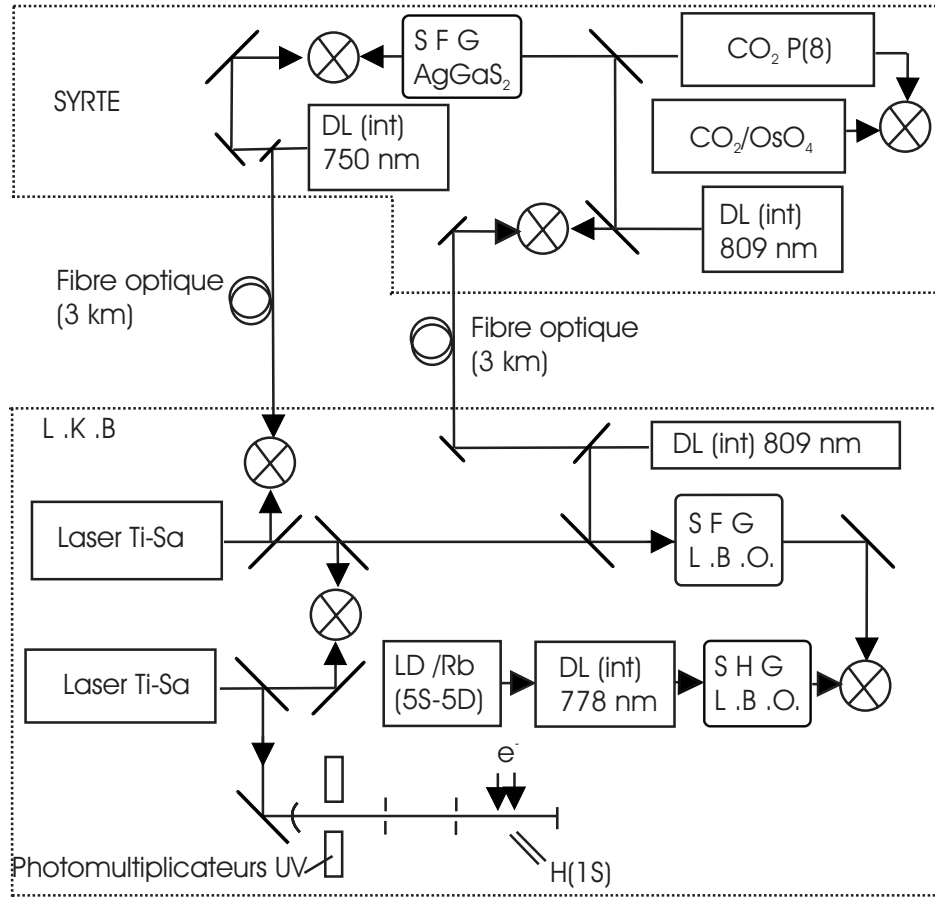 S F G
AgGaS₂
CO₂ P(8)
SYRTE
DL (int)
750 nm
CO₂/OsO₄
DL (int)
809 nm
Fibre optique
(3 km)
Fibre optique
(3 km)
L .K .B
DL (int) 809 nm
Laser Ti-Sa
S F G
L .B .O.
Laser Ti-Sa
LD /Rb
(5S-5D)
DL (int)
778 nm
S H G
L .B .O.
e⁻
Photomultiplicateurs UV
H(1S)